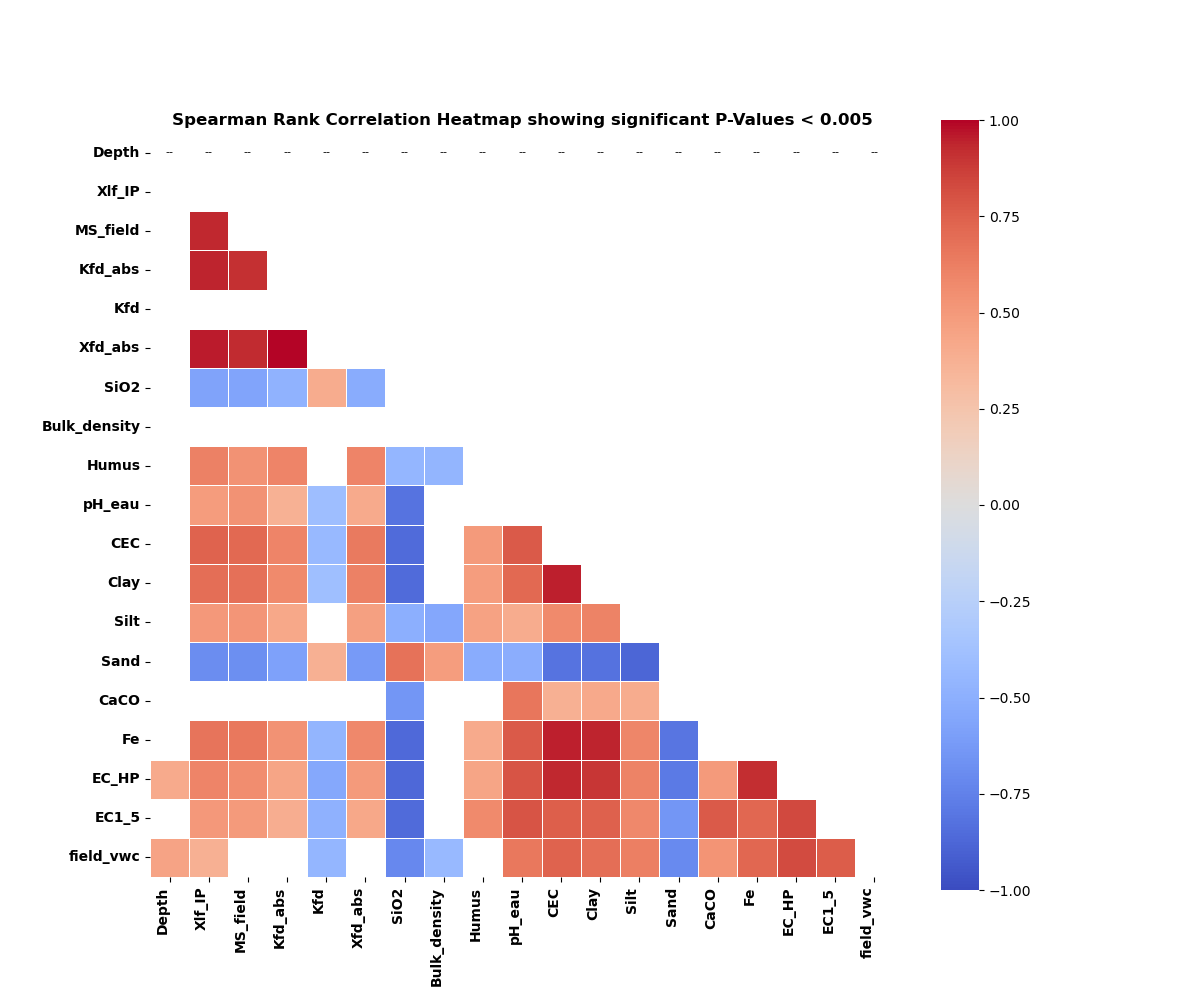 Spearman Rank Correlation Heatmap showing significant P-Values < 0.005
Depth -- -- -- -- -- -- -- -- -- -- -- -- -- -- -- -- -- -- --
Xlf_IP
MS_field
Kfd_abs
Kfd
Xfd_abs
SiO2
Bulk_density
Humus
pH_eau
CEC
Clay
Silt
Sand
CaCO
Fe
EC_HP
EC1_5
field_vwc
Depth
Xlf_IP
MS_field
Kfd_abs
Kfd
Xfd_abs
SiO2
Bulk_density
Humus
pH_eau
CEC
Clay
Silt
Sand
CaCO
Fe
EC_HP
EC1_5
field_vwc
1.00
0.75
0.50
0.25
0.00
−0.25
−0.50
−0.75
−1.00